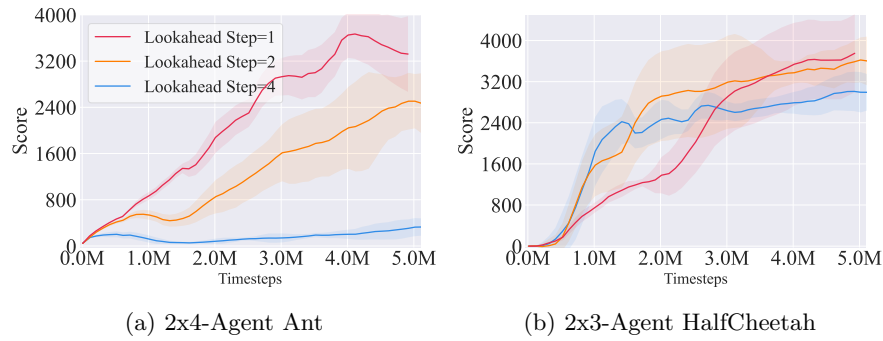 4000
3200
2400
1600
800
0
Score
Lookahead Step=1
Lookahead Step=2
Lookahead Step=4
0.0M 1.0M 2.0M 3.0M 4.0M 5.0M
Timesteps
(a) 2x4-Agent Ant
4000
3200
2400
1600
800
0
Score
0.0M 1.0M 2.0M 3.0M 4.0M 5.0M
Timesteps
(b) 2x3-Agent HalfCheetah